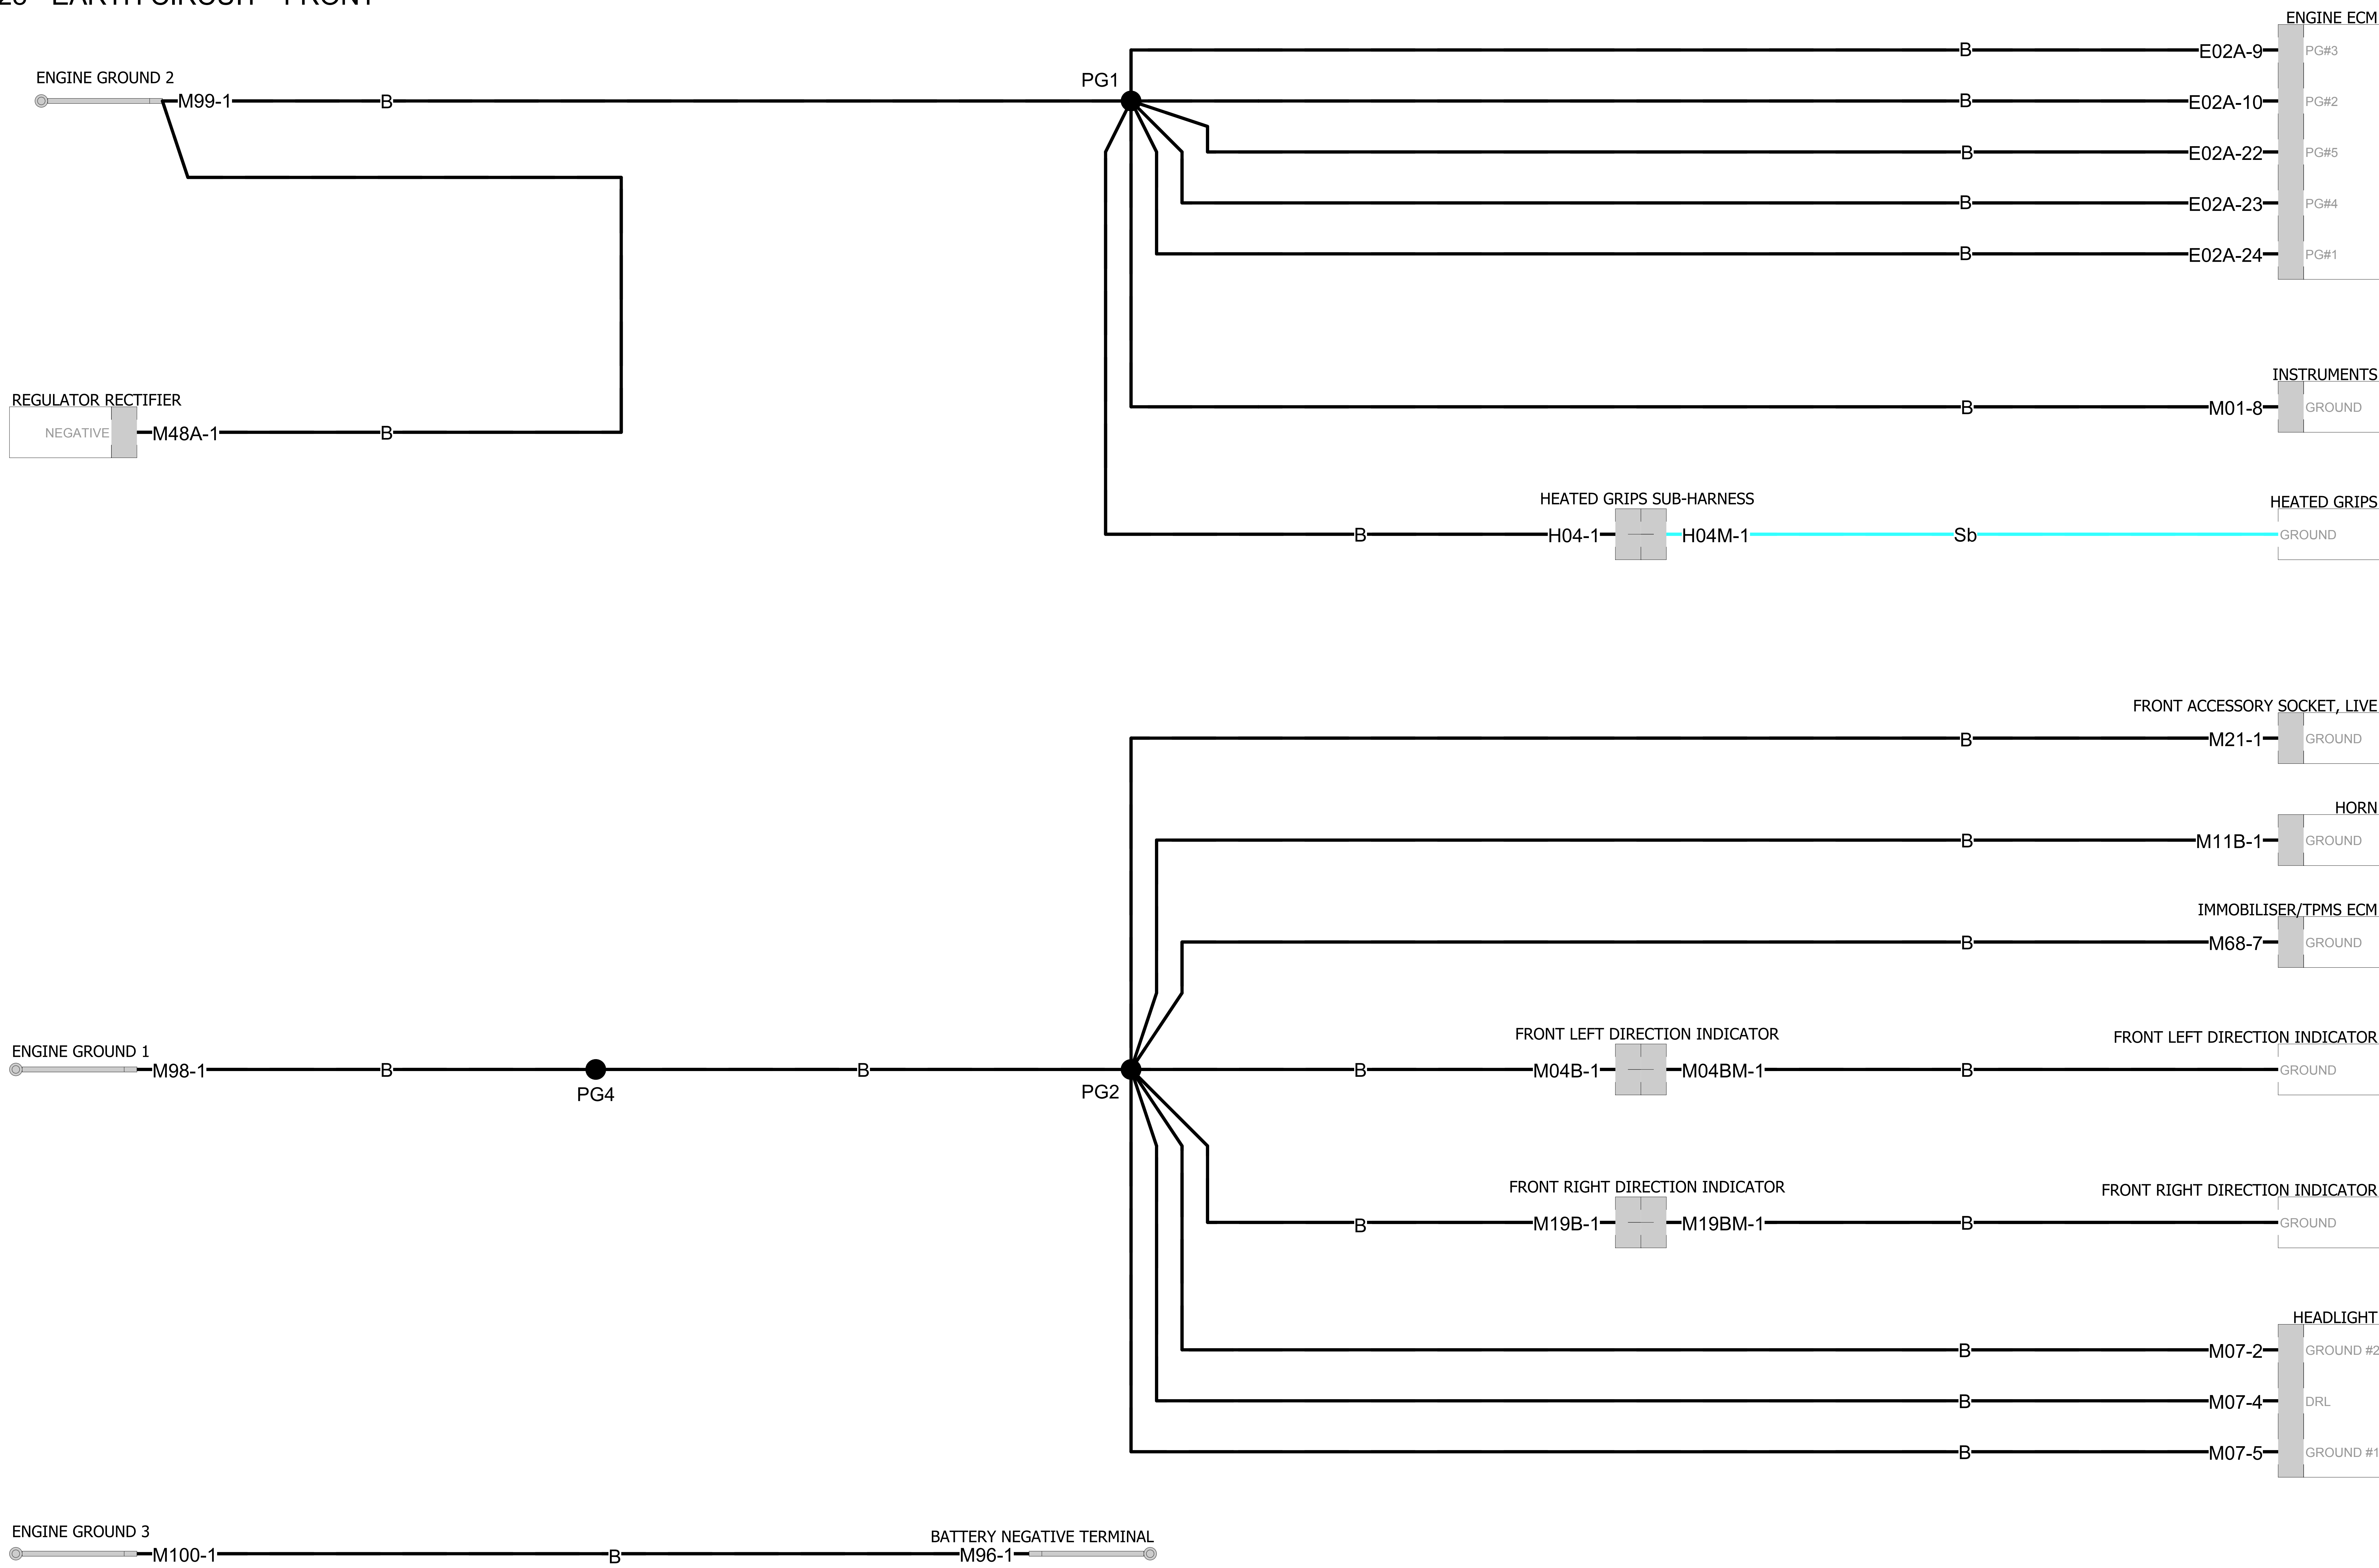 EARTH CIRCUIT - FRONT
ENGINE ECM
E02A-9 B PG#3
ENGINE GROUND 2
PG1
M99-1 B B E02A-10 PG#2
B E02A-22 PG#5
B E02A-23 PG#4
B E02A-24 PG#1
INSTRUMENTS
REGULATOR RECTIFIER
B M01-8 GROUND
NEGATIVE M48A-1 B
HEATED GRIPS SUB-HARNESS
HEATED GRIPS
B H04-1 H04M-1 Sb GROUND
FRONT ACCESSORY SOCKET, LIVE
B M21-1 GROUND
HORN
B M11B-1 GROUND
IMMOBILISER/TPMS ECM
B M68-7 GROUND
FRONT LEFT DIRECTION INDICATOR
FRONT LEFT DIRECTION INDICATOR
ENGINE GROUND 1
M98-1 B B B M04B-1 M04BM-1 B GROUND
PG4
PG2
FRONT RIGHT DIRECTION INDICATOR
FRONT RIGHT DIRECTION INDICATOR
B M19B-1 M19BM-1 B GROUND
HEADLIGHT
B M07-2 GROUND #2
B M07-4 DRL
B M07-5 GROUND #1
ENGINE GROUND 3
BATTERY NEGATIVE TERMINAL
M100-1 B M96-1